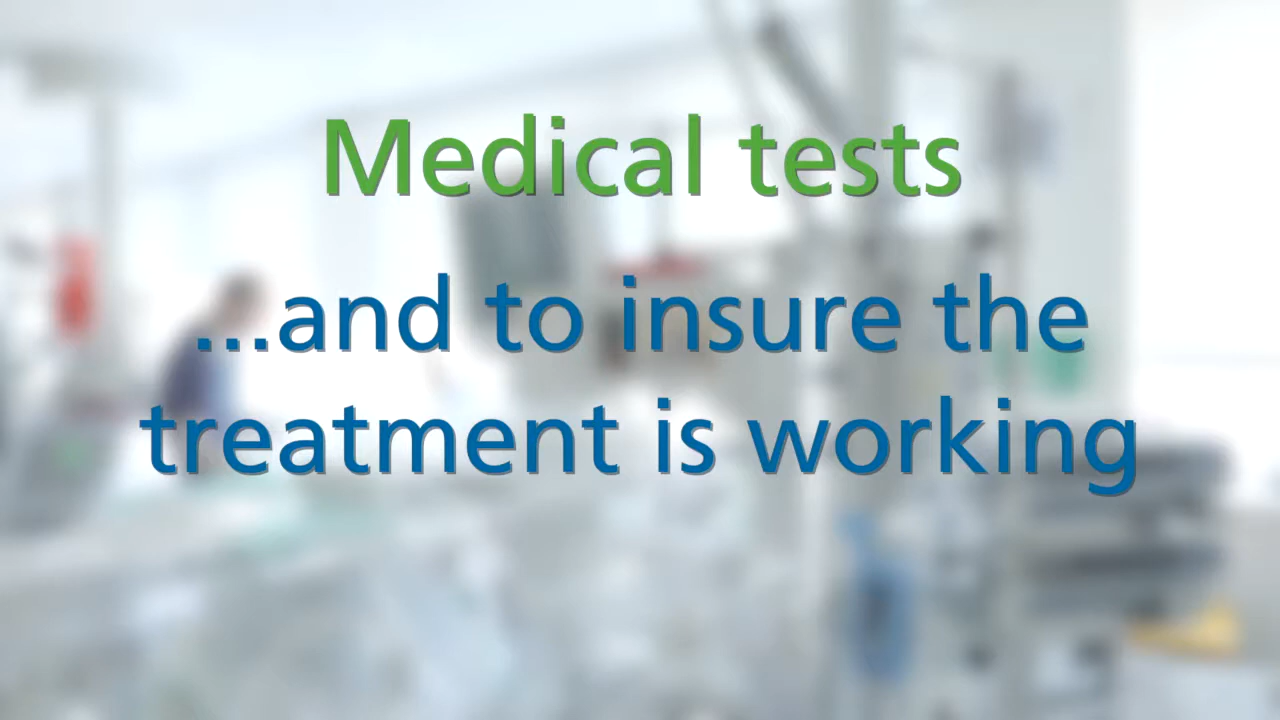 Medical tests
...and to insure the
treatment is working